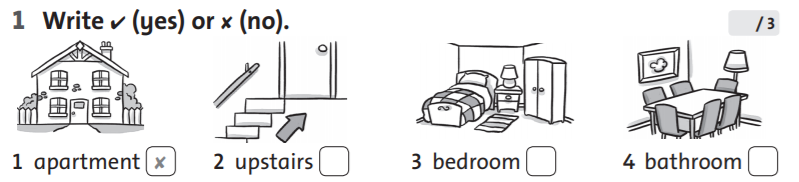 1 Write ✔ (yes) or ✘ (no).
/ 3
1 apartment ✘
2 upstairs
3 bedroom
4 bathroom